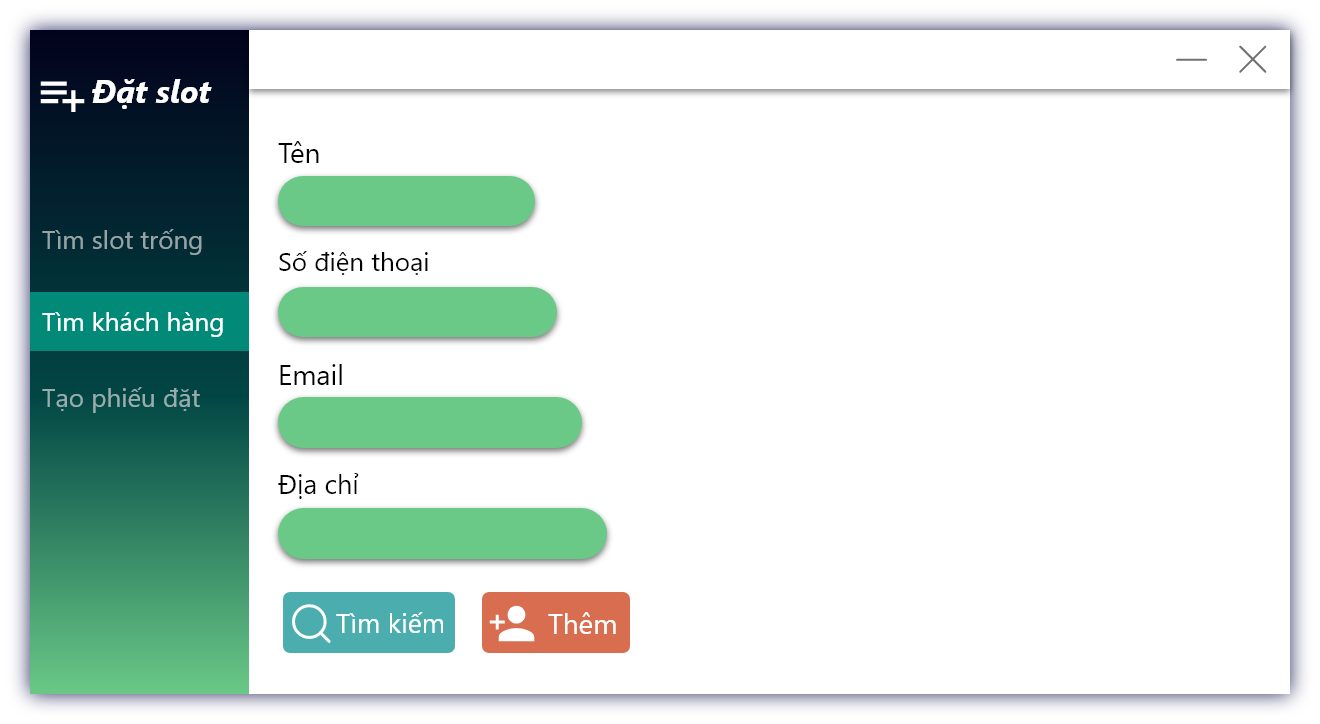 Đặt slot
Tìm slot trống
Tìm khách hàng
Tạo phiếu đặt
Tên
Số điện thoại
Email
Địa chỉ
Tìm kiếm
Thêm